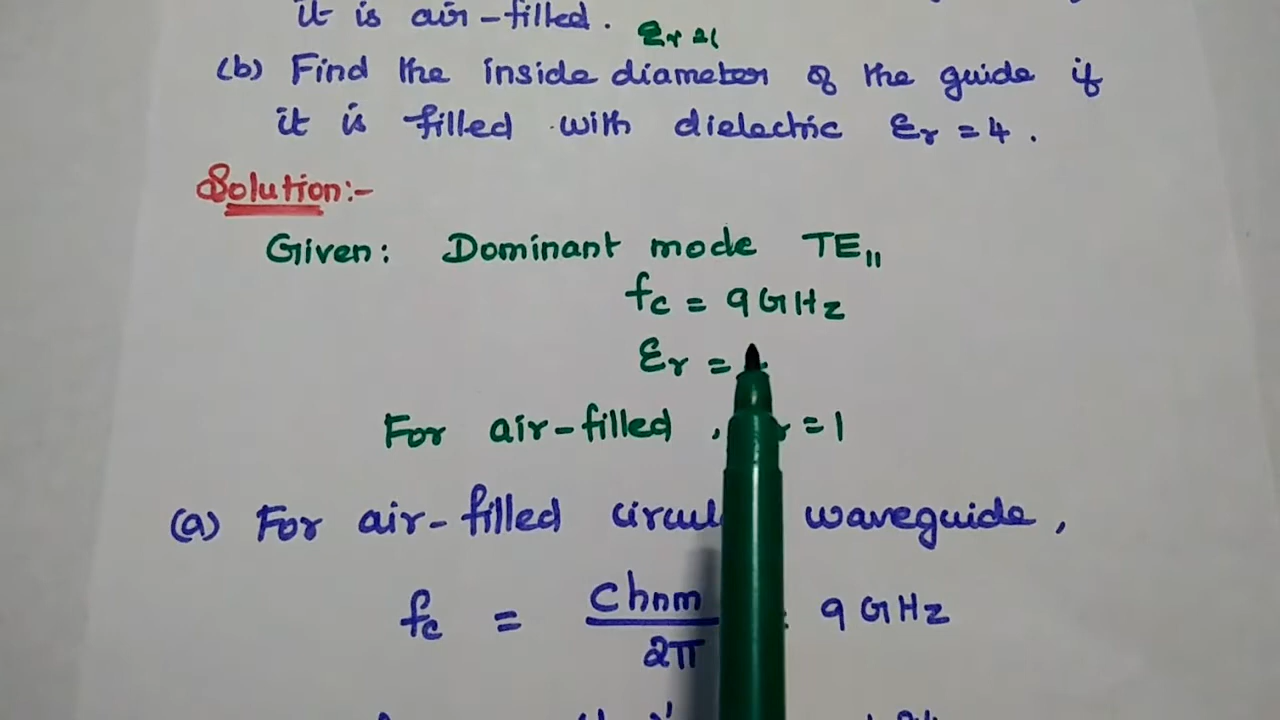 it is air-filled. εr=1
(b) Find the inside diameter of the guide if
it is filled with dielectric εr = 4.
Solution:-
Given: Dominant mode TE11
fc = 9 GHz
εr =
For air-filled, = 1
(a) For air-filled waveguide,
fc = c hnm / 2π = 9 GHz